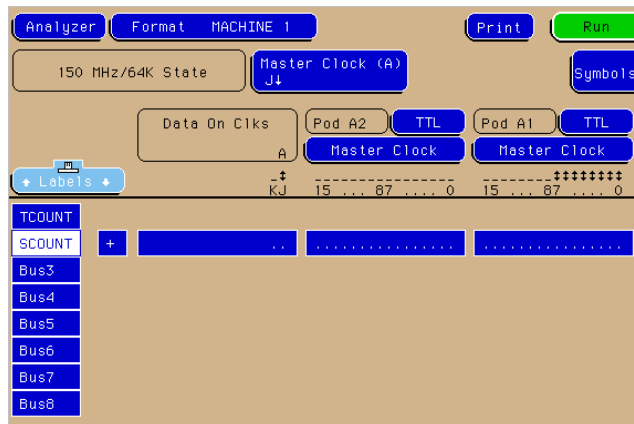 Analyzer Format MACHINE 1 Print Run
150 MHz/64K State Master Clock (A) Symbols
J↓
Data On Clks Pod A2 TTL Pod A1 TTL
A Master Clock Master Clock
↑ Labels ↓ KJ 15 ... 87 .... 0 15 ... 87 .... 0
TCOUNT
SCOUNT + .. ................ ................
Bus3
Bus4
Bus5
Bus6
Bus7
Bus8